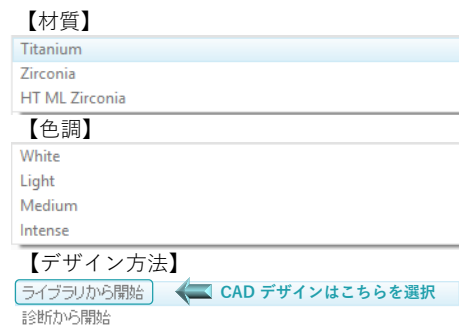 【材質】
Titanium
Zirconia
HT ML Zirconia
【色調】
White
Light
Medium
Intense
【デザイン方法】
ライブラリから開始 CAD デザインはこちらを選択
診断から開始